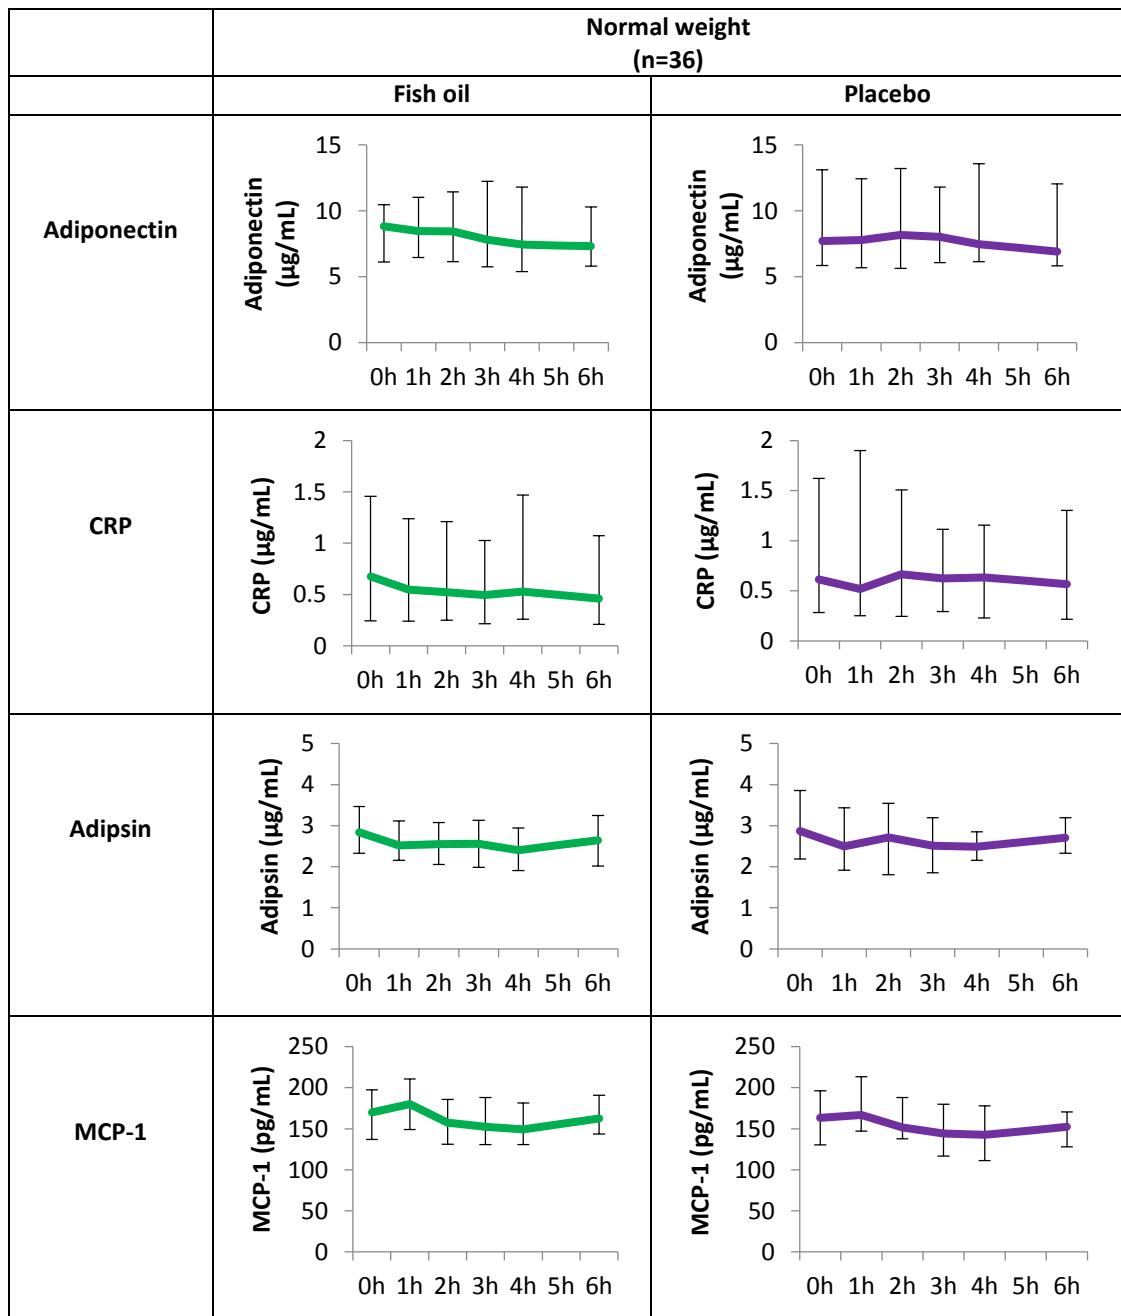 Normal weight
(n=36)
Fish oil
Placebo
Adiponectin
Adiponectin
(µg/mL)
15
10
5
0
0h 1h 2h 3h 4h 5h 6h
Adiponectin
(µg/mL)
15
10
5
0
0h 1h 2h 3h 4h 5h 6h
CRP
CRP (µg/mL)
2
1.5
1
0.5
0
0h 1h 2h 3h 4h 5h 6h
CRP (µg/mL)
2
1.5
1
0.5
0
0h 1h 2h 3h 4h 5h 6h
Adipsin
Adipsin (µg/mL)
5
4
3
2
1
0
0h 1h 2h 3h 4h 5h 6h
Adipsin (µg/mL)
5
4
3
2
1
0
0h 1h 2h 3h 4h 5h 6h
MCP-1
MCP-1 (pg/mL)
250
200
150
100
50
0
0h 1h 2h 3h 4h 5h 6h
MCP-1 (pg/mL)
250
200
150
100
50
0
0h 1h 2h 3h 4h 5h 6h